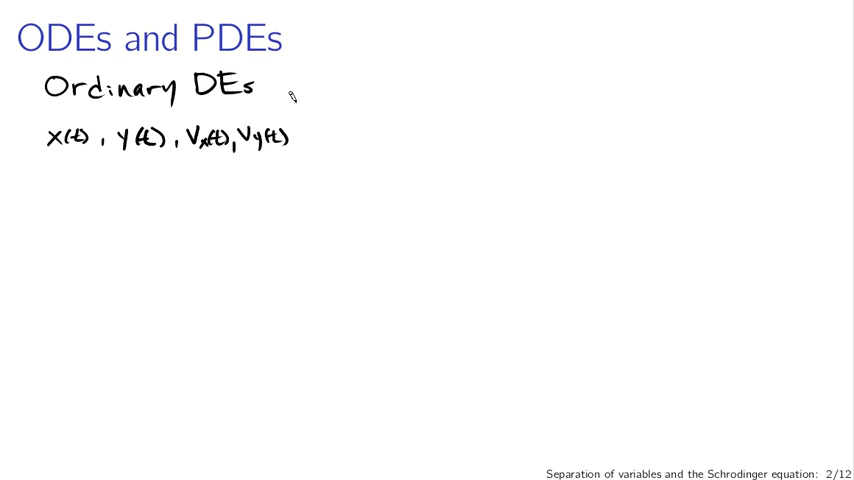 ODEs and PDEs
Ordinary DEs
x(t), y(t), Vx(t), Vy(t)
Separation of variables and the Schrodinger equation: 2/12